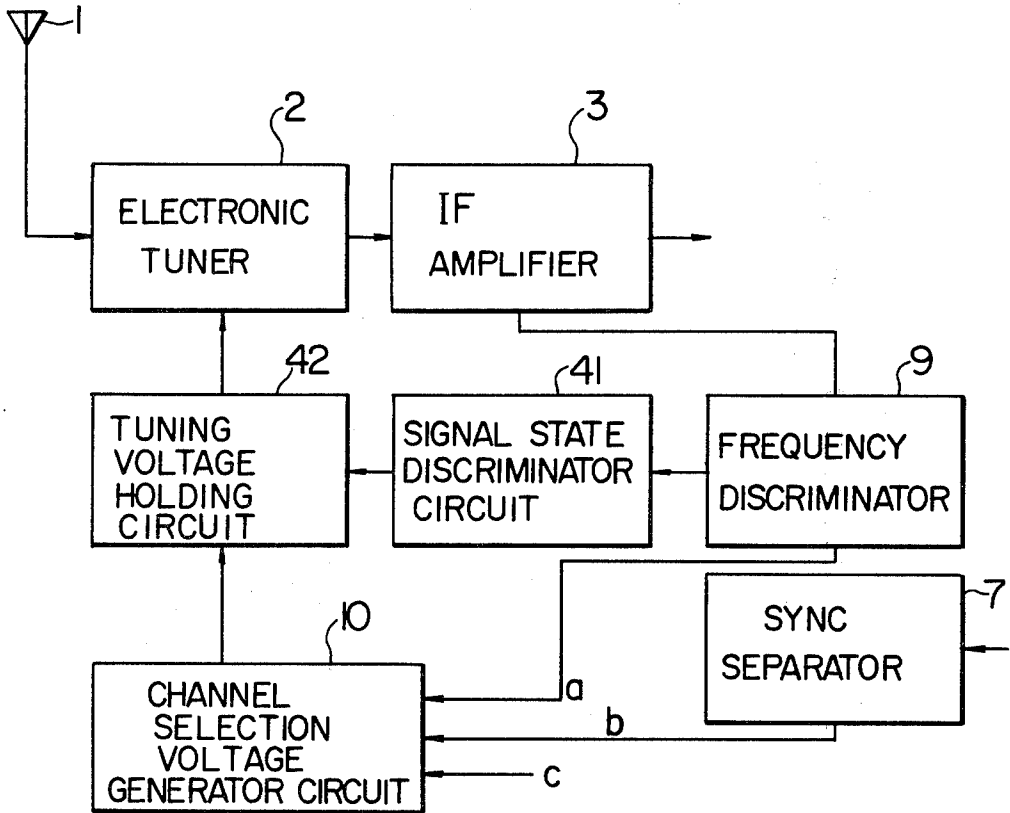 1
2
3
ELECTRONIC
TUNER
IF
AMPLIFIER
42
41
9
TUNING
VOLTAGE
HOLDING
CIRCUIT
SIGNAL STATE
DISCRIMINATOR
CIRCUIT
FREQUENCY
DISCRIMINATOR
10
7
SYNC
SEPARATOR
CHANNEL
SELECTION
VOLTAGE
GENERATOR CIRCUIT
a
b
c